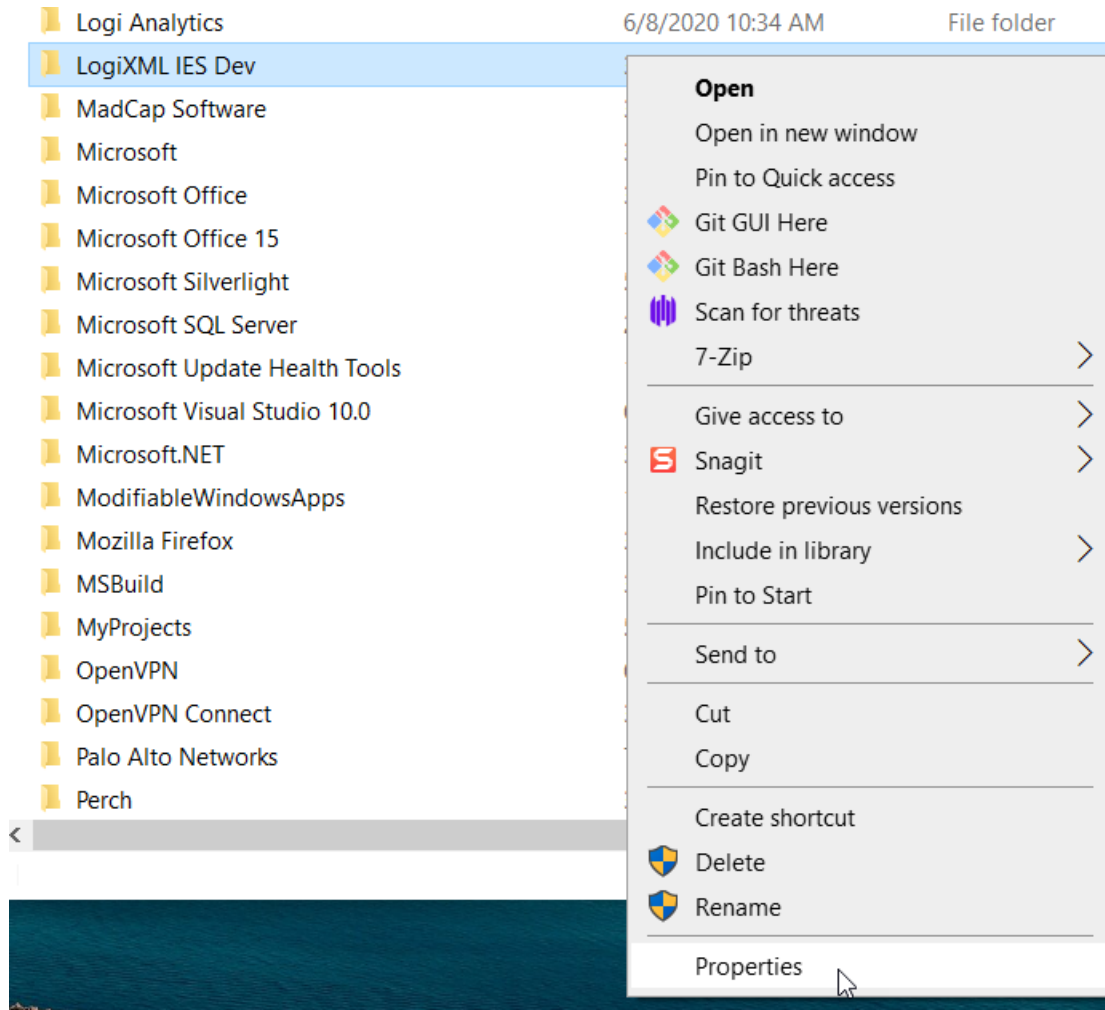 Logi Analytics 6/8/2020 10:34 AM File folder
LogiXML IES Dev
MadCap Software
Microsoft
Microsoft Office
Microsoft Office 15
Microsoft Silverlight
Microsoft SQL Server
Microsoft Update Health Tools
Microsoft Visual Studio 10.0
Microsoft.NET
ModifiableWindowsApps
Mozilla Firefox
MSBuild
MyProjects
OpenVPN
OpenVPN Connect
Palo Alto Networks
Perch
Open
Open in new window
Pin to Quick access
Git GUI Here
Git Bash Here
Scan for threats
7-Zip
Give access to
Snagit
Restore previous versions
Include in library
Pin to Start
Send to
Cut
Copy
Create shortcut
Delete
Rename
Properties